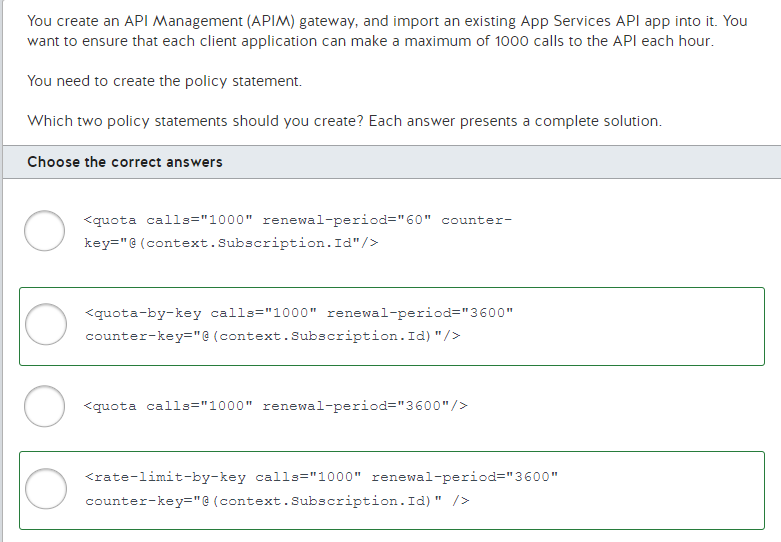 You create an API Management (APIM) gateway, and import an existing App Services API app into it. You
want to ensure that each client application can make a maximum of 1000 calls to the API each hour.
You need to create the policy statement.
Which two policy statements should you create? Each answer presents a complete solution.
Choose the correct answers
<quota calls="1000" renewal-period="60" counter-
key="@(context.Subscription.Id"/>
<quota-by-key calls="1000" renewal-period="3600"
counter-key="@(context.Subscription.Id)"/>
<quota calls="1000" renewal-period="3600"/>
<rate-limit-by-key calls="1000" renewal-period="3600"
counter-key="@(context.Subscription.Id)" />